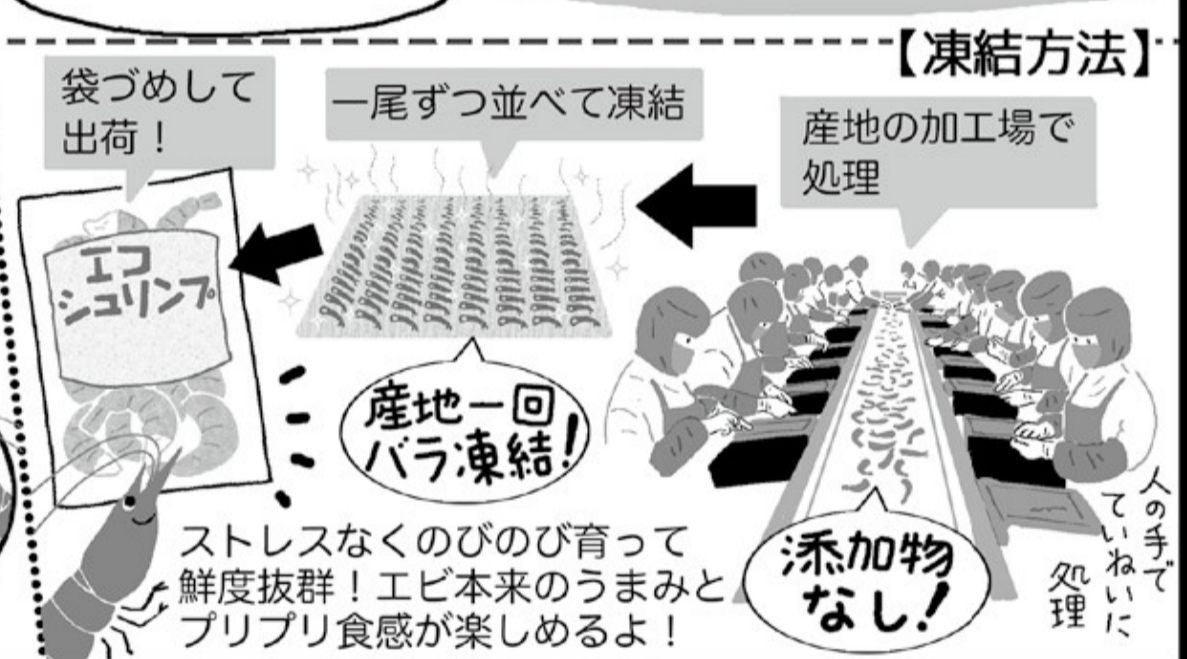 【凍結方法】
産地の加工場で
処理
人の手で
ていねいに
処理
添加物
なし！
一尾ずつ並べて凍結
産地一回
バラ凍結！
袋づめして
出荷！
エコ
シュリンプ
ストレスなくのびのび育って
鮮度抜群！エビ本来のうまみと
プリプリ食感が楽しめるよ！